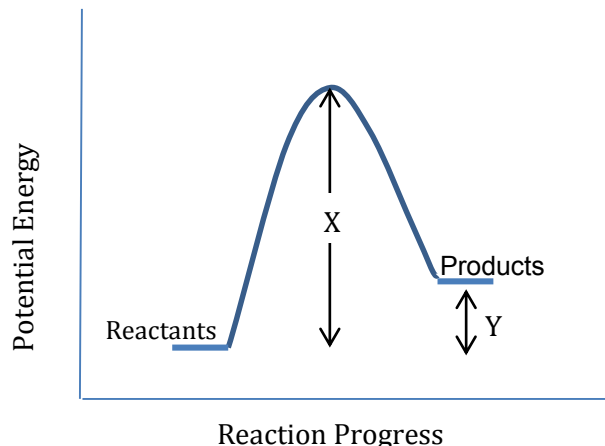 Potential Energy
X
Products
Y
Reactants
Reaction Progress